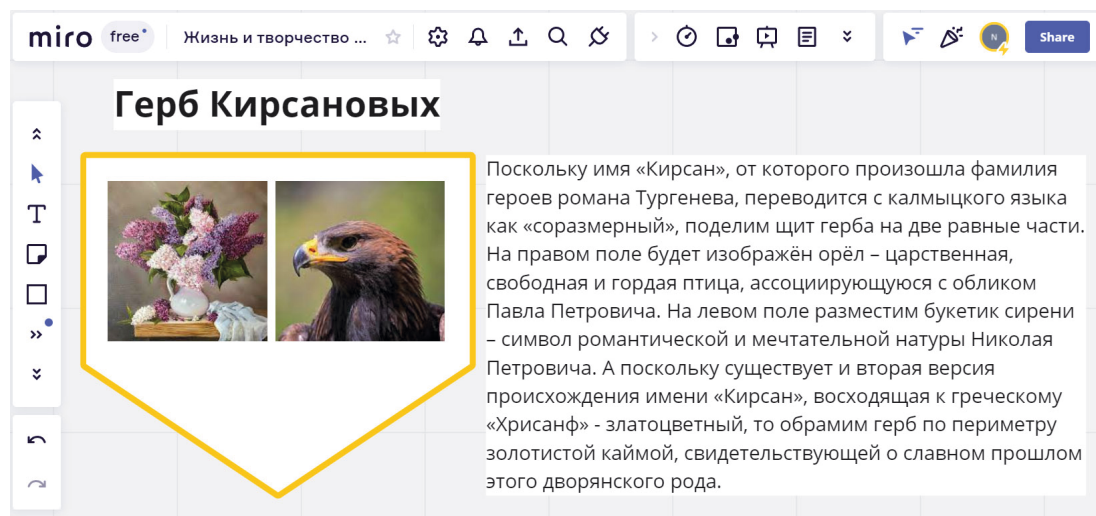 miro free Жизнь и творчество ... Share
Герб Кирсановых
Поскольку имя «Кирсан», от которого произошла фамилия
героев романа Тургенева, переводится с калмыцкого языка
как «соразмерный», поделим щит герба на две равные части.
На правом поле будет изображён орёл – царственная,
свободная и гордая птица, ассоциирующуюся с обликом
Павла Петровича. На левом поле разместим букетик сирени
– символ романтической и мечтательной натуры Николая
Петровича. А поскольку существует и вторая версия
происхождения имени «Кирсан», восходящая к греческому
«Хрисанф» - златоцветный, то обрамим герб по периметру
золотистой каймой, свидетельствующей о славном прошлом
этого дворянского рода.